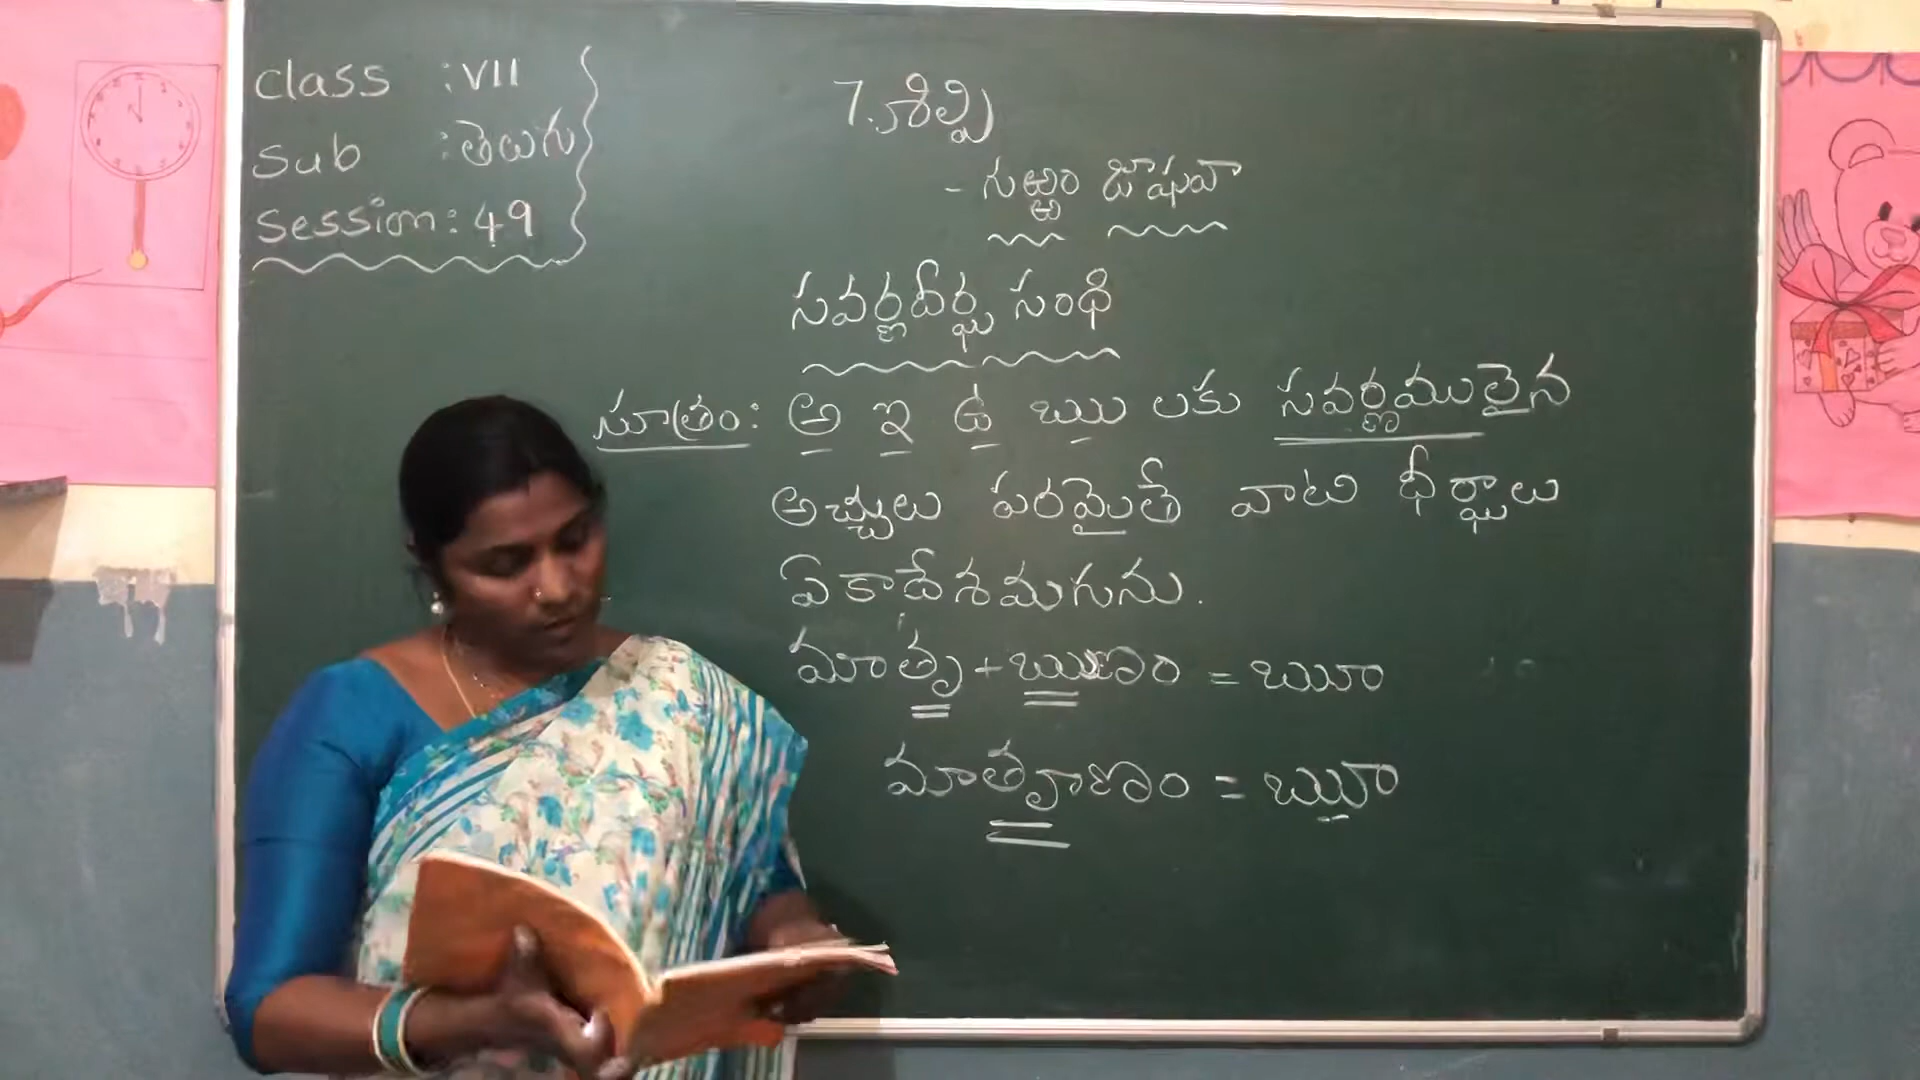 class : VII
Sub : తెలుగు
Session : 49
7. శిల్పి
- గుఱ్ఱం జాషువా
సవర్ణదీర్ఘ సంధి
సూత్రం : అ ఇ ఉ ఋ లకు సవర్ణములైన
అచ్చులు పరమైతే వాటి ధీర్ఘాలు
ఏకాదేశమగును.
మాతృ + ఋణం = ౠ
మాతౄణం = ౠ